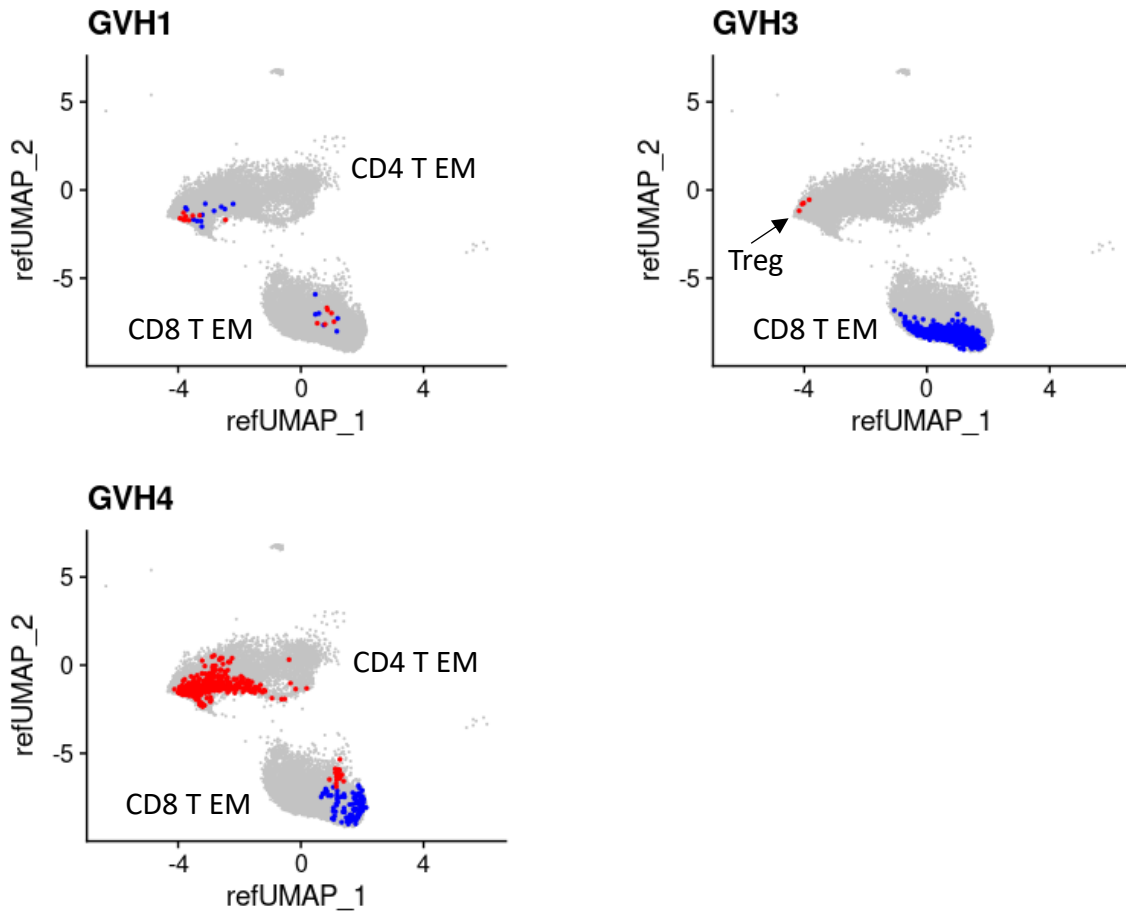 GVH1
5
0
-5
refUMAP_2
CD4 T EM
CD8 T EM
-4
0
4
refUMAP_1
GVH3
5
0
-5
refUMAP_2
Treg
CD8 T EM
-4
0
4
refUMAP_1
GVH4
5
0
-5
refUMAP_2
CD4 T EM
CD8 T EM
-4
0
4
refUMAP_1